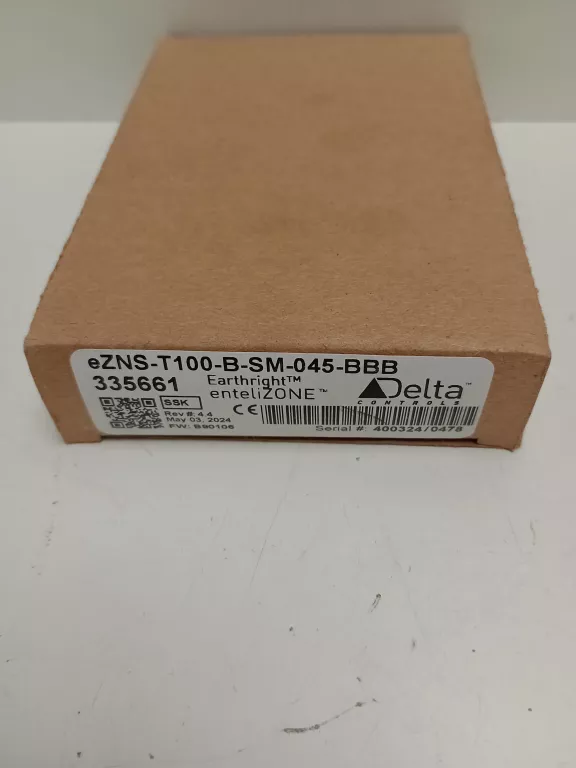 eZNS-T100-B-SM-045-BBB
335661
Earthright™
enteliZONE™
Delta
CONTROLS
SSK
Rev #: 4.4
May 03, 2024
FW: B90106
CE
Serial #: 400324/0478